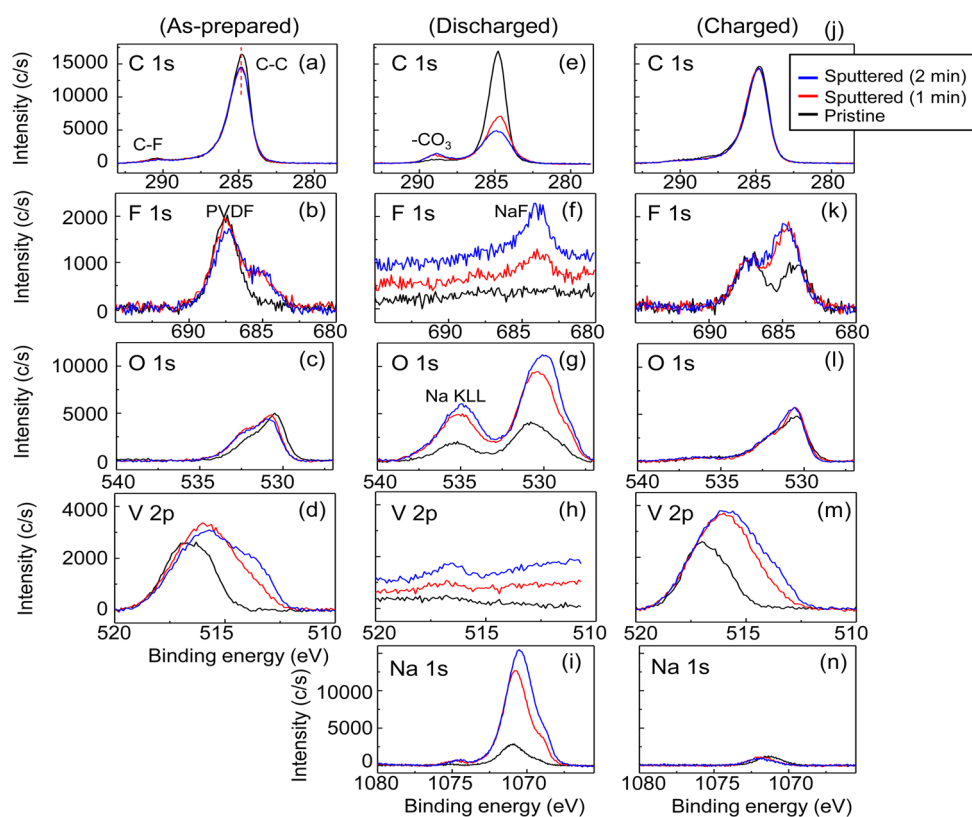 (As-prepared) (Discharged) (Charged) (j)
C 1s (a) C-C C-F
15000
10000
5000
0
Intensity (c/s)
290 285 280
C 1s (e) -CO3
290 285 280
C 1s
290 285 280
Sputtered (2 min)
Sputtered (1 min)
Pristine
F 1s PVDF (b)
2000
1000
0
Intensity (c/s)
690 685 680
F 1s NaF (f)
690 685 680
F 1s (k)
690 685 680
O 1s (c)
10000
5000
0
Intensity (c/s)
540 535 530
O 1s (g) Na KLL
540 535 530
O 1s (l)
540 535 530
V 2p (d)
4000
2000
0
Intensity (c/s)
520 515 510
Binding energy (eV)
V 2p (h)
520 515 510
V 2p (m)
520 515 510
Na 1s (i)
10000
5000
0
Intensity (c/s)
1080 1075 1070
Binding energy (eV)
Na 1s (n)
1080 1075 1070
Binding energy (eV)